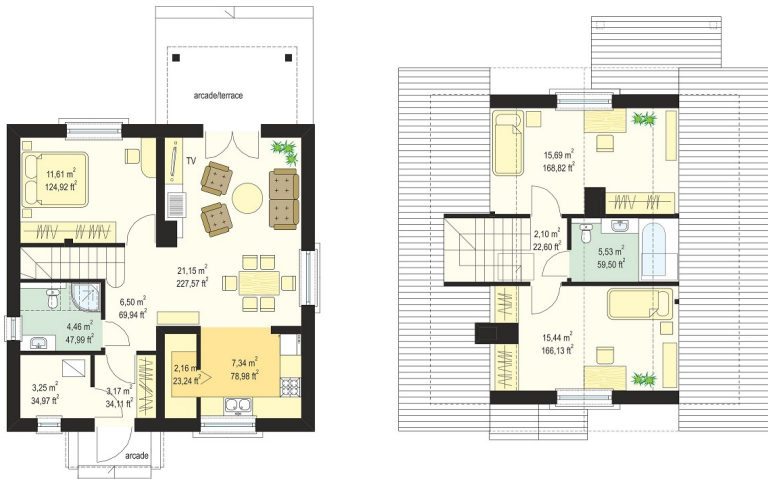 arcade/terrace
TV
11,61 m²
124,92 ft²
21,15 m²
227,57 ft²
6,50 m²
69,94 ft²
4,46 m²
47,99 ft²
3,25 m²
34,97 ft²
3,17 m²
34,11 ft²
2,16 m²
23,24 ft²
7,34 m²
78,98 ft²
arcade
15,69 m²
168,82 ft²
2,10 m²
22,60 ft²
5,53 m²
59,50 ft²
15,44 m²
166,13 ft²